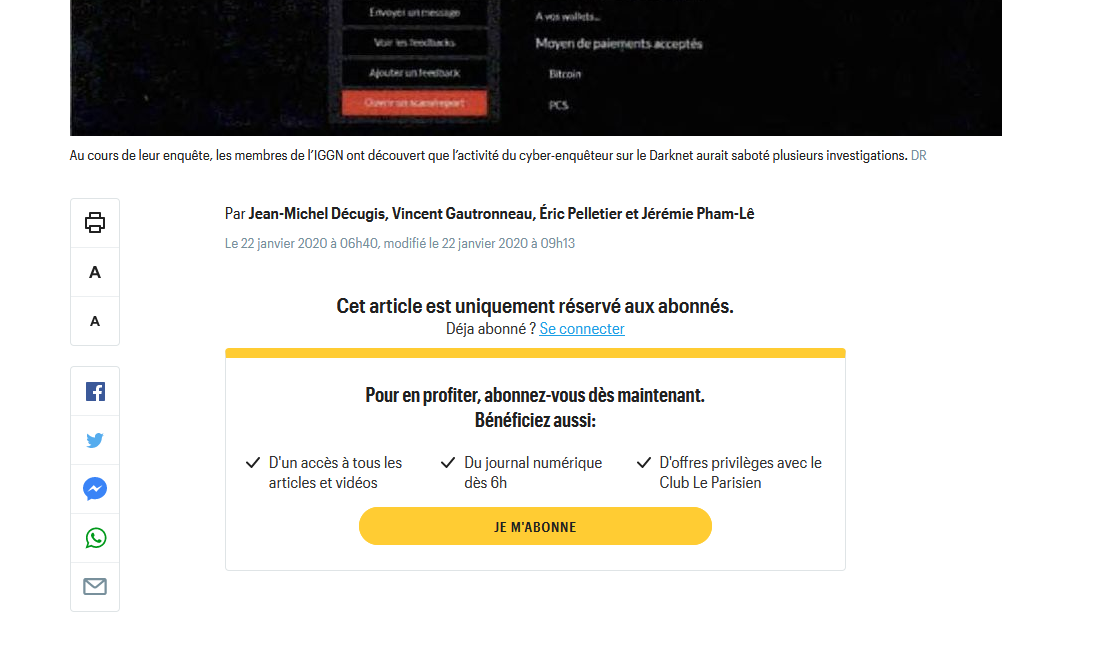 Envoyer un message
Voir les feedbacks
Ajouter un feedback
Ouvrir un scam/report
A vos wallets...
Moyen de paiements acceptés
Bitcoin
PCS
Au cours de leur enquête, les membres de l'IGGN ont découvert que l'activité du cyber-enquêteur sur le Darknet aurait saboté plusieurs investigations. DR
Par Jean-Michel Décugis, Vincent Gautronneau, Éric Pelletier et Jérémie Pham-Lê
Le 22 janvier 2020 à 06h40, modifié le 22 janvier 2020 à 09h13
A
A
Cet article est uniquement réservé aux abonnés.
Déja abonné ? Se connecter
Pour en profiter, abonnez-vous dès maintenant.
Bénéficiez aussi:
D'un accès à tous les
articles et vidéos
Du journal numérique
dès 6h
D'offres privilèges avec le
Club Le Parisien
JE M'ABONNE